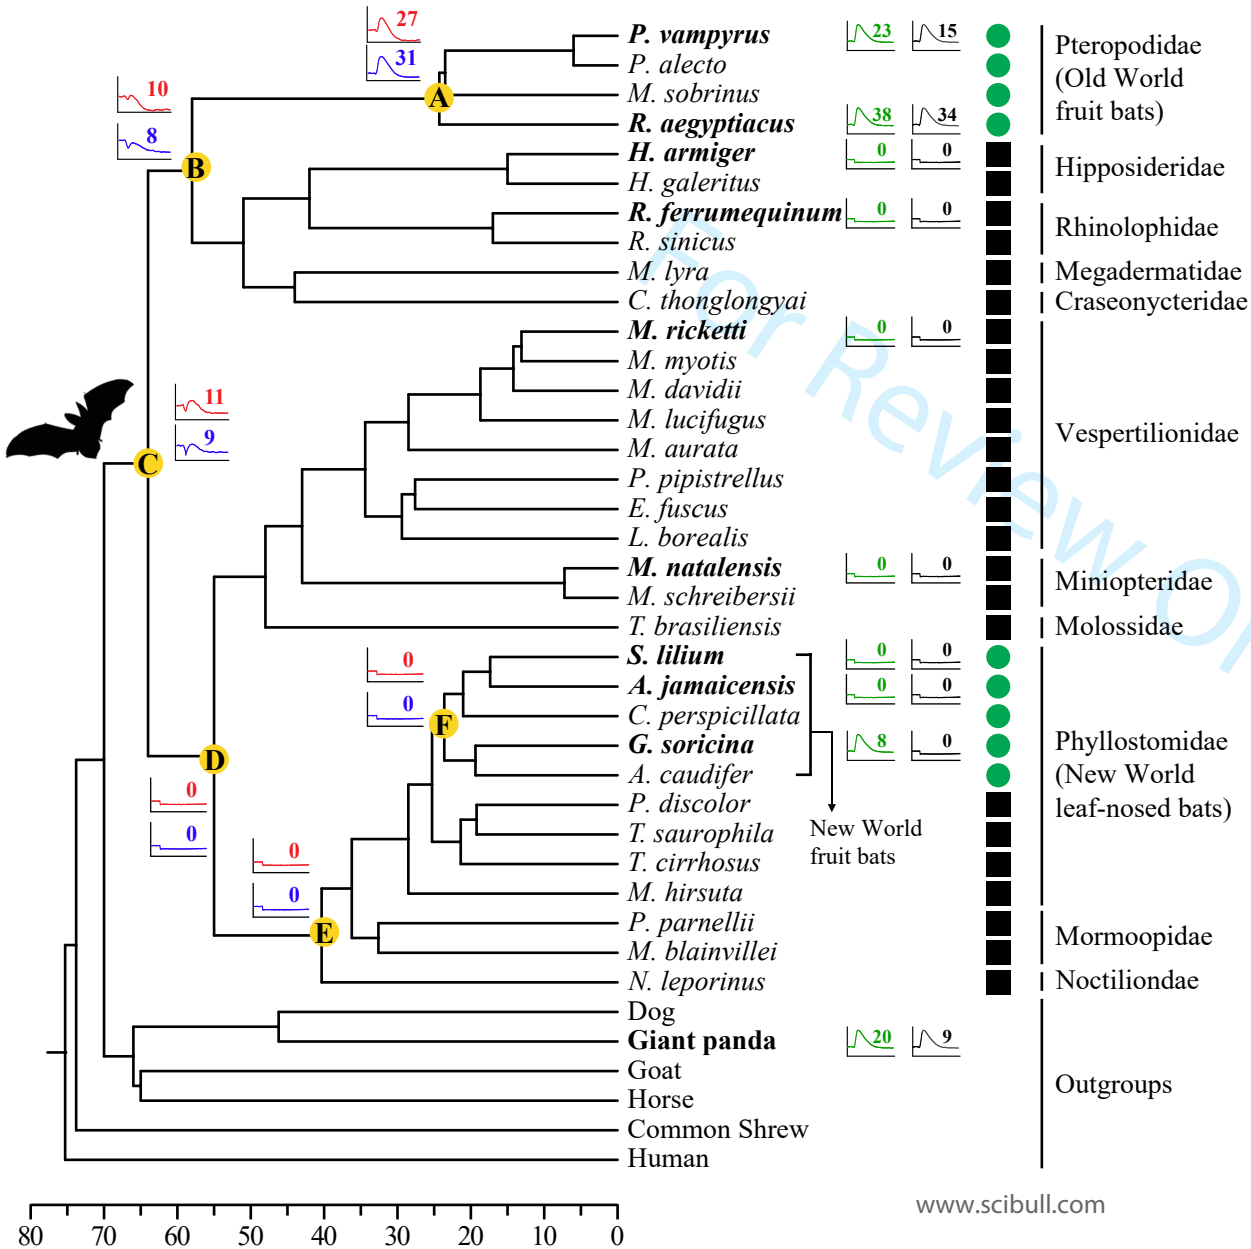 27
31
10
8
A
B
P. vampyrus 23 15
P. alecto
M. sobrinus
R. aegyptiacus 38 34
Pteropodidae
(Old World
fruit bats)
H. armiger 0 0
H. galeritus
Hipposideridae
R. ferrumequinum 0 0
R. sinicus
Rhinolophidae
M. lyra
Megadermatidae
C. thonglongyai
Craseonycteridae
M. ricketti 0 0
M. myotis
M. davidii
M. lucifugus
M. aurata
P. pipistrellus
E. fuscus
L. borealis
Vespertilionidae
11
9
C
M. natalensis 0 0
M. schreibersii
Miniopteridae
T. brasiliensis
Molossidae
S. lilium 0 0
A. jamaicensis 0 0
C. perspicillata
G. soricina 8 0
A. caudifer
P. discolor
T. saurophila
T. cirrhosus
M. hirsuta
New World
fruit bats
Phyllostomidae
(New World
leaf-nosed bats)
0
0
F
D
0
0
0
0
E
P. parnellii
M. blainvillei
Mormoopidae
N. leporinus
Noctiliondae
Dog
Giant panda 20 9
Goat
Horse
Common Shrew
Human
Outgroups
80 70 60 50 40 30 20 10 0
www.scibull.com
For Review